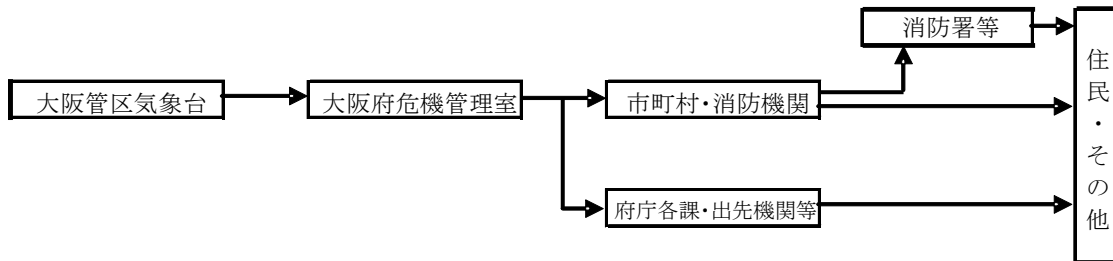 消防署等
大阪管区気象台
大阪府危機管理室
市町村・消防機関
府庁各課・出先機関等
住民・その他